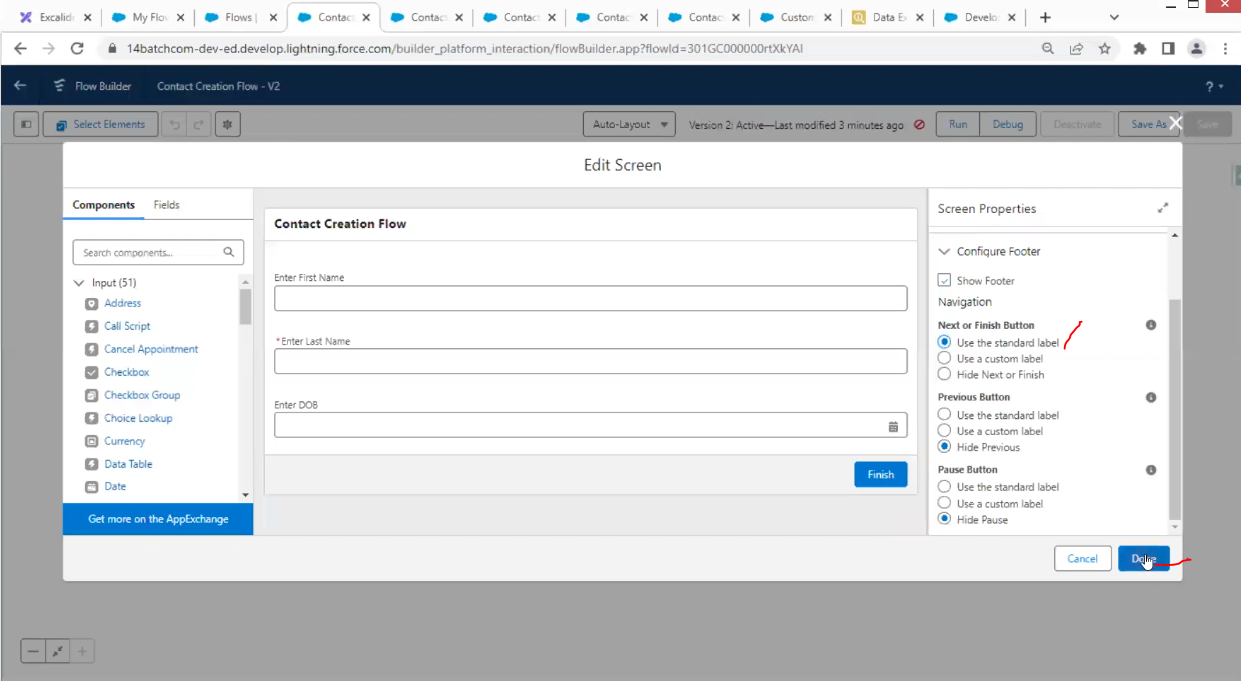 Excalid
My Flov
Flows |
Contac
Contac
Contac
Contac
Contac
Custom
Data E
Develo
14batchcom-dev-ed.develop.lightning.force.com/builder_platform_interaction/flowBuilder.app?flowId=301GC000000rtXkYAI
Flow Builder
Contact Creation Flow - V2
?
Select Elements
Auto-Layout
Version 2: Active—Last modified 3 minutes ago
Run
Debug
Deactivate
Save As
Save
Edit Screen
Components
Fields
Search components...
Input (51)
Address
Call Script
Cancel Appointment
Checkbox
Checkbox Group
Choice Lookup
Currency
Data Table
Date
Get more on the AppExchange
Contact Creation Flow
Enter First Name
*Enter Last Name
Enter DOB
Finish
Screen Properties
Configure Footer
Show Footer
Navigation
Next or Finish Button
Use the standard label
Use a custom label
Hide Next or Finish
Previous Button
Use the standard label
Use a custom label
Hide Previous
Pause Button
Use the standard label
Use a custom label
Hide Pause
Cancel
Done